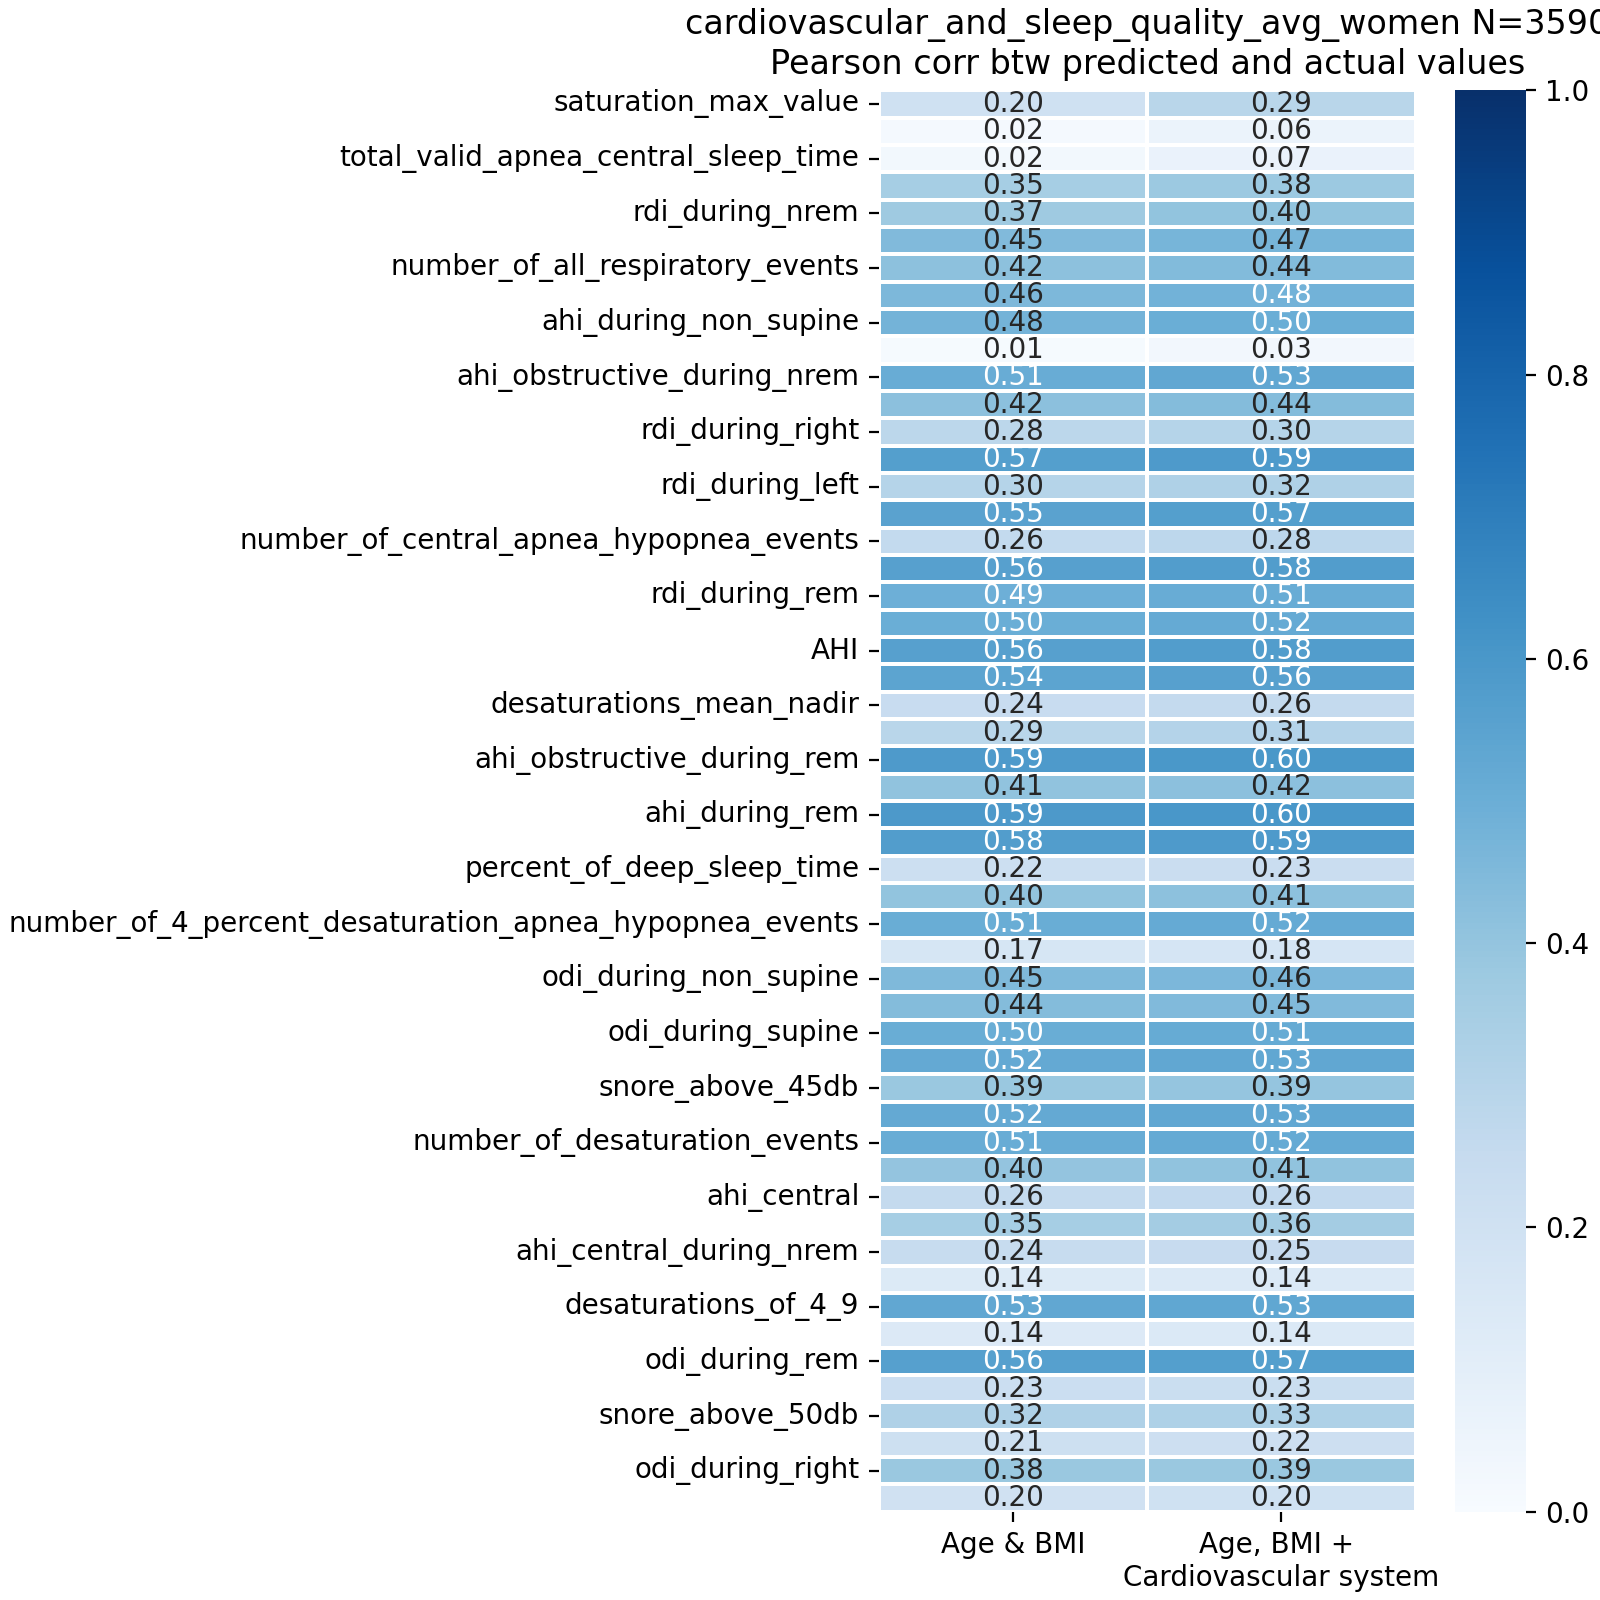 cardiovascular_and_sleep_quality_avg_women N=3590
Pearson corr btw predicted and actual values
saturation_max_value 0.20 0.29
0.02 0.06
total_valid_apnea_central_sleep_time 0.02 0.07
0.35 0.38
rdi_during_nrem 0.37 0.40
0.45 0.47
number_of_all_respiratory_events 0.42 0.44
0.46 0.48
ahi_during_non_supine 0.48 0.50
0.01 0.03
ahi_obstructive_during_nrem 0.51 0.53
0.42 0.44
rdi_during_right 0.28 0.30
0.57 0.59
rdi_during_left 0.30 0.32
0.55 0.57
number_of_central_apnea_hypopnea_events 0.26 0.28
0.56 0.58
rdi_during_rem 0.49 0.51
0.50 0.52
AHI 0.56 0.58
0.54 0.56
desaturations_mean_nadir 0.24 0.26
0.29 0.31
ahi_obstructive_during_rem 0.59 0.60
0.41 0.42
ahi_during_rem 0.59 0.60
0.58 0.59
percent_of_deep_sleep_time 0.22 0.23
0.40 0.41
number_of_4_percent_desaturation_apnea_hypopnea_events 0.51 0.52
0.17 0.18
odi_during_non_supine 0.45 0.46
0.44 0.45
odi_during_supine 0.50 0.51
0.52 0.53
snore_above_45db 0.39 0.39
0.52 0.53
number_of_desaturation_events 0.51 0.52
0.40 0.41
ahi_central 0.26 0.26
0.35 0.36
ahi_central_during_nrem 0.24 0.25
0.14 0.14
desaturations_of_4_9 0.53 0.53
0.14 0.14
odi_during_rem 0.56 0.57
0.23 0.23
snore_above_50db 0.32 0.33
0.21 0.22
odi_during_right 0.38 0.39
0.20 0.20
Age & BMI
Age, BMI +
Cardiovascular system
1.0
0.8
0.6
0.4
0.2
0.0